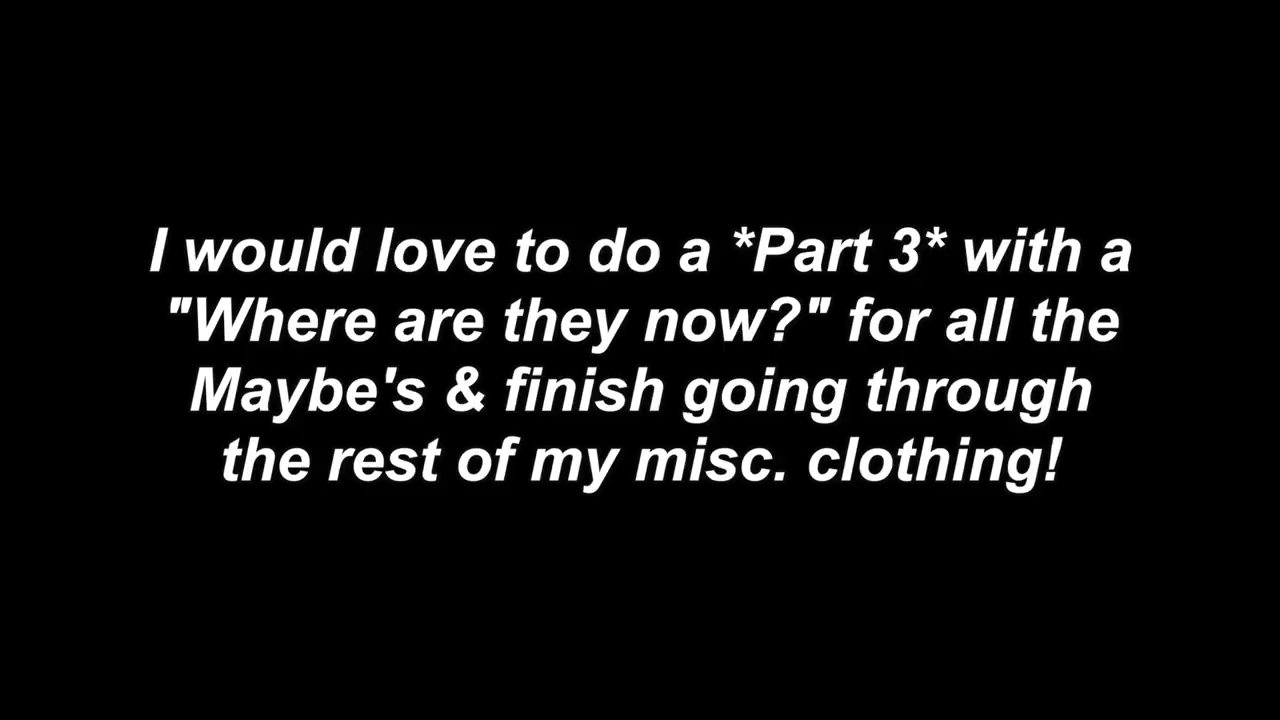 I would love to do a *Part 3* with a
"Where are they now?" for all the
Maybe's & finish going through
the rest of my misc. clothing!